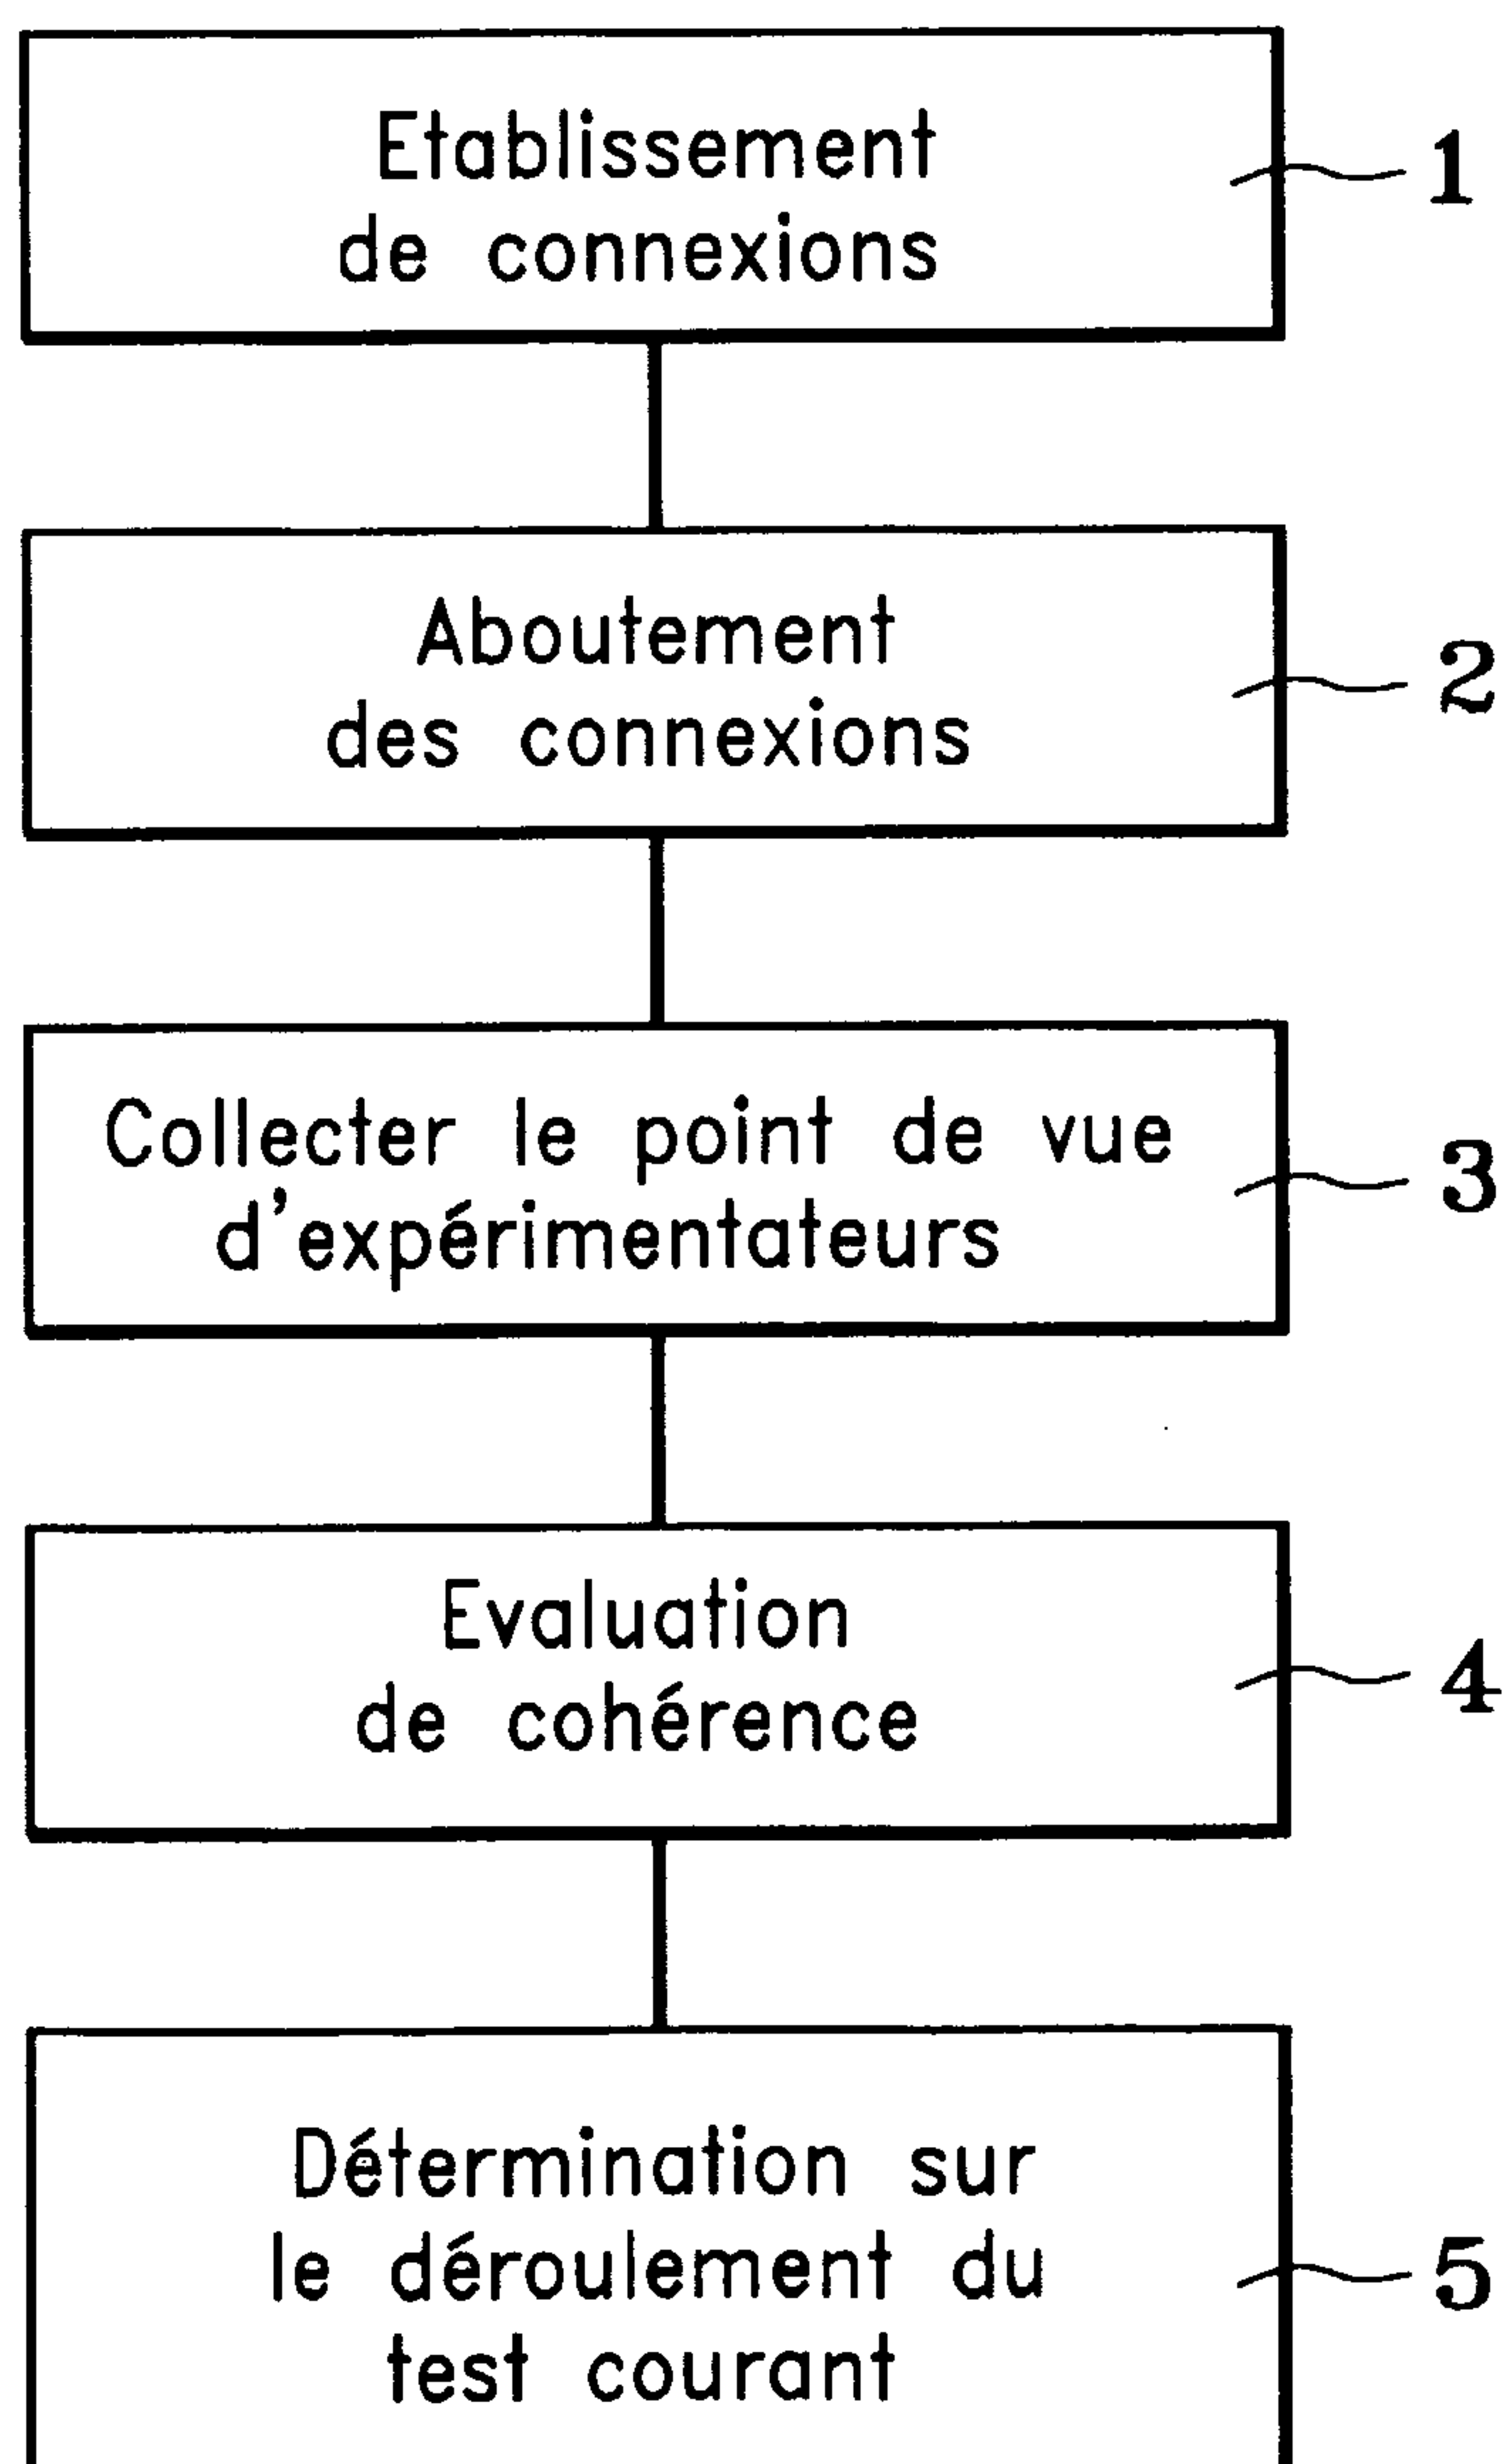 Etablissement
de connexions
1
Aboutement
des connexions
2
Collecter le point de vue
d'expérimentateurs
3
Evaluation
de cohérence
4
Détermination sur
le déroulement du
test courant
5